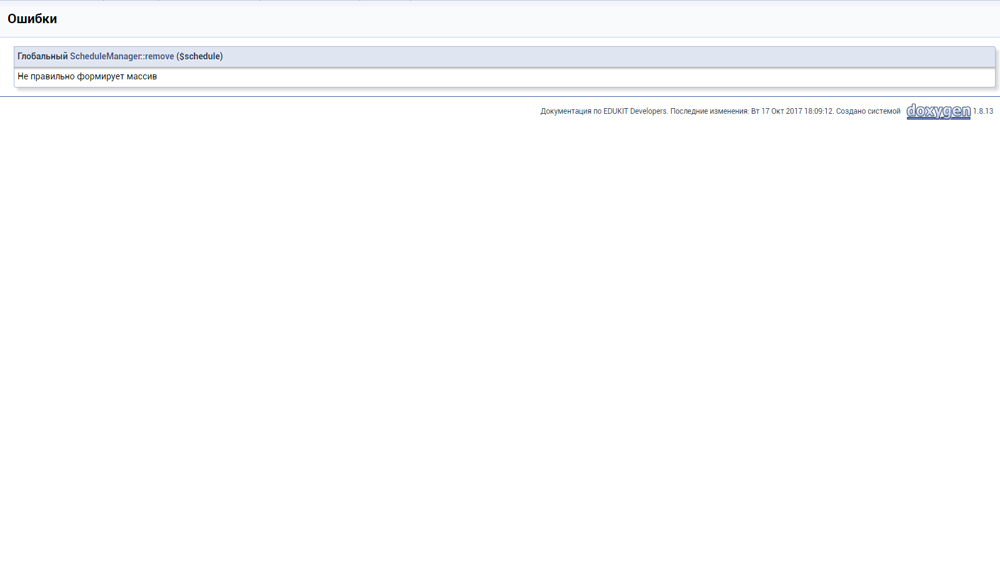 Ошибки
Глобальный ScheduleManager::remove ($schedule)
Не правильно формирует массив
Документация по EDUKIT Developers. Последние изменения: Вт 17 Окт 2017 18:09:12. Создано системой doxygen 1.8.13